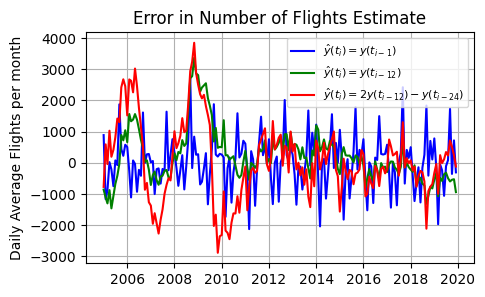 Error in Number of Flights Estimate
Daily Average Flights per month
4000
3000
2000
1000
0
−1000
−2000
−3000
ŷ(tᵢ) = y(tᵢ₋₁)
ŷ(tᵢ) = y(tᵢ₋₁₂)
ŷ(tᵢ) = 2y(tᵢ₋₁₂) − y(tᵢ₋₂₄)
2006 2008 2010 2012 2014 2016 2018 2020